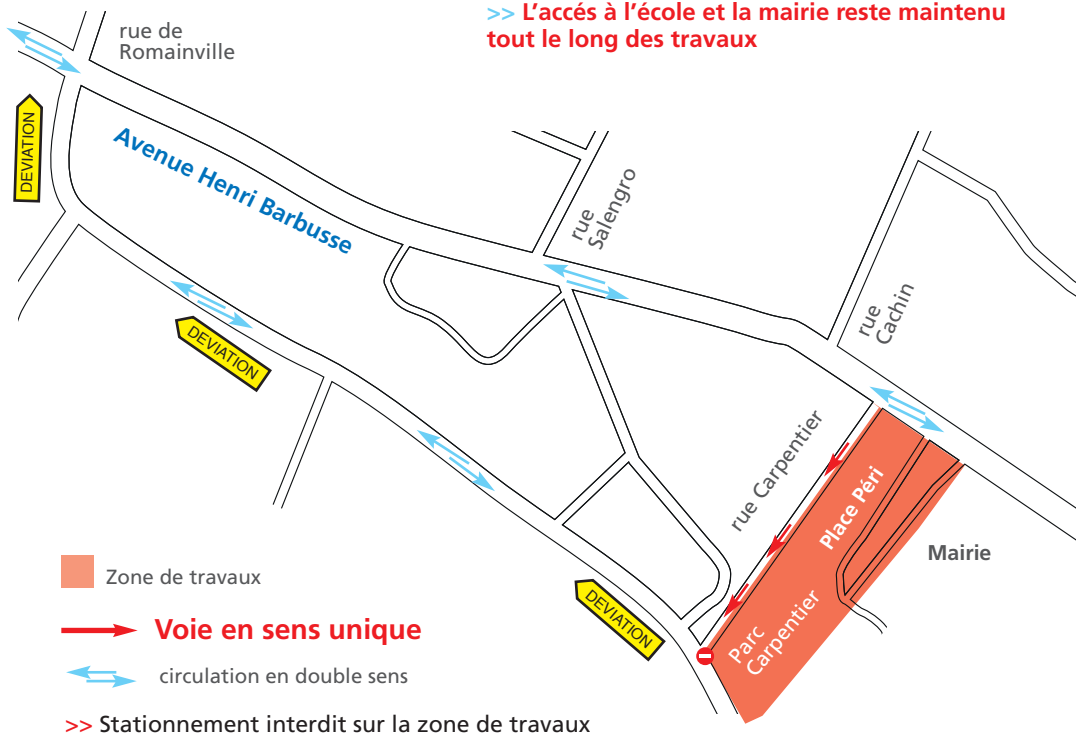 >> L'accés à l'école et la mairie reste maintenu
tout le long des travaux
rue de
Romainville
DEVIATION
Avenue Henri Barbusse
rue
Salengro
rue
Cachin
DEVIATION
rue Carpentier
Place Péri
Mairie
Parc
Carpentier
DEVIATION
Zone de travaux
Voie en sens unique
circulation en double sens
>> Stationnement interdit sur la zone de travaux